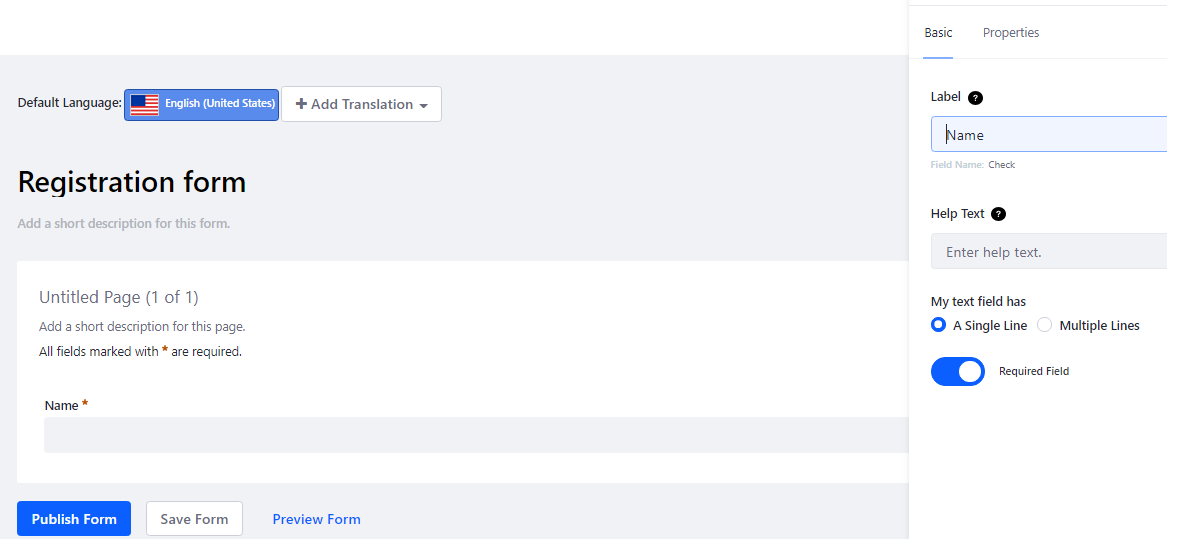 Default Language: English (United States) + Add Translation
Registration form
Add a short description for this form.
Untitled Page (1 of 1)
Add a short description for this page.
All fields marked with * are required.
Name *
Publish Form Save Form Preview Form
Basic Properties
Label ?
Name
Field Name: Check
Help Text ?
Enter help text.
My text field has
A Single Line Multiple Lines
Required Field